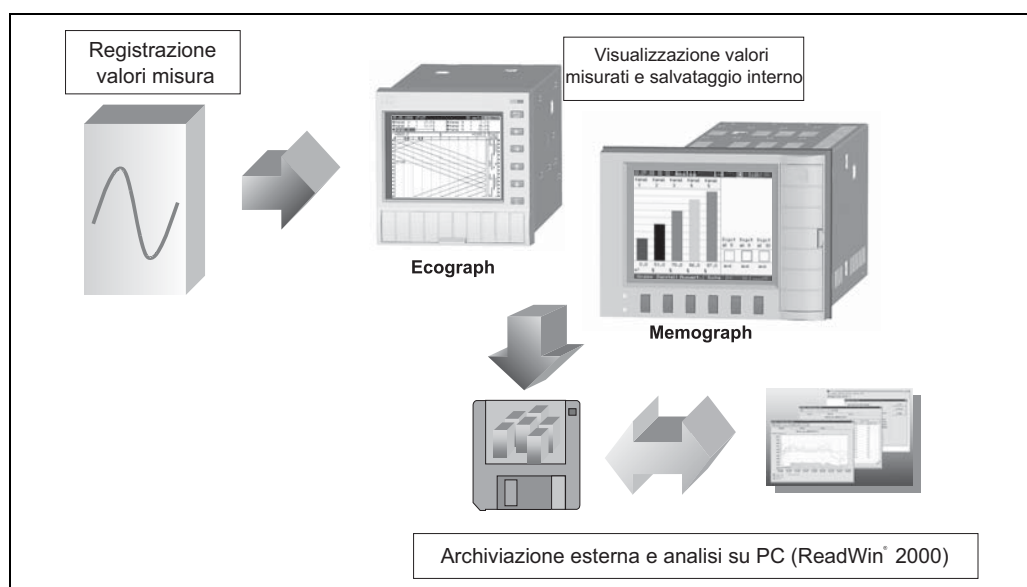 Registrazione
valori misura
Visualizzazione valori
misurati e salvataggio interno
Ecograph
Memograph
Archiviazione esterna e analisi su PC (ReadWin® 2000)